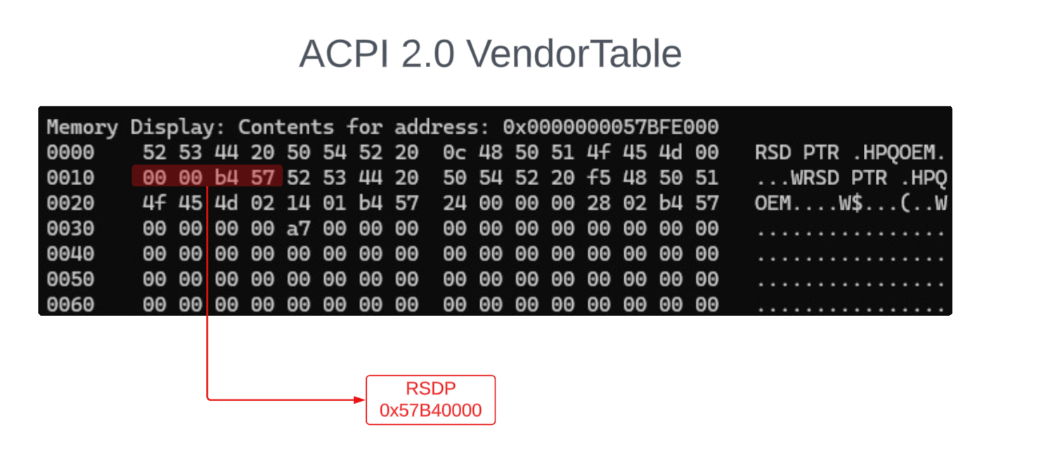 ACPI 2.0 VendorTable
Memory Display: Contents for address: 0x0000000057BFE000
0000 52 53 44 20 50 54 52 20 0c 48 50 51 4f 45 4d 00 RSD PTR .HPQOEM.
0010 00 00 b4 57 52 53 44 20 50 54 52 20 f5 48 50 51 ...WRSD PTR .HPQ
0020 4f 45 4d 02 14 01 b4 57 24 00 00 00 28 02 b4 57 OEM....W$...(..W
0030 00 00 00 00 a7 00 00 00 00 00 00 00 00 00 00 00 ................
0040 00 00 00 00 00 00 00 00 00 00 00 00 00 00 00 00 ................
0050 00 00 00 00 00 00 00 00 00 00 00 00 00 00 00 00 ................
0060 00 00 00 00 00 00 00 00 00 00 00 00 00 00 00 00 ................
RSDP
0x57B40000